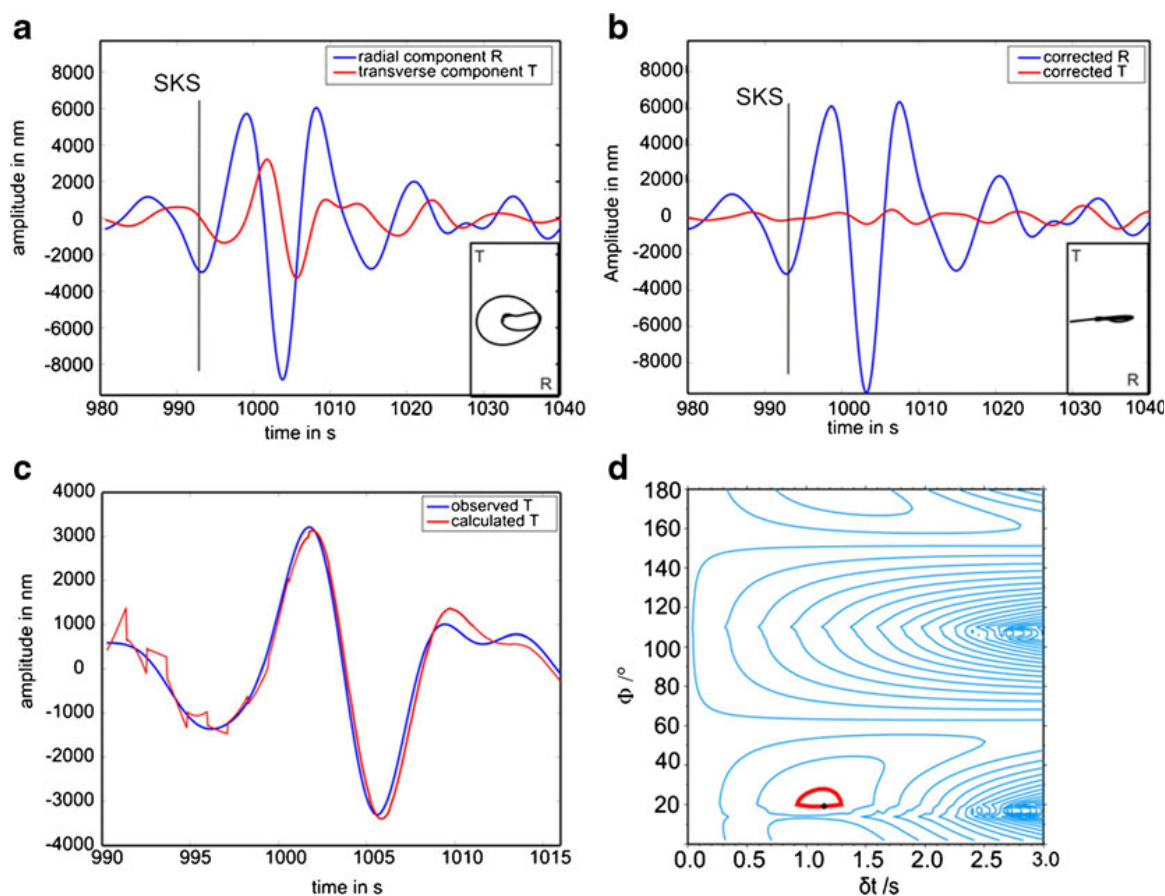 a
radial component R
transverse component T
SKS
8000
6000
4000
2000
0
-2000
-4000
-6000
-8000
amplitude in nm
T
R
980 990 1000 1010 1020 1030 1040
time in s
b
corrected R
corrected T
SKS
8000
6000
4000
2000
0
-2000
-4000
-6000
-8000
Amplitude in nm
T
R
980 990 1000 1010 1020 1030 1040
time in s
c
observed T
calculated T
4000
3000
2000
1000
0
-1000
-2000
-3000
-4000
amplitude in nm
990 995 1000 1005 1010 1015
time in s
d
180
160
140
120
100
80
60
40
20
0
Φ /°
0.0 0.5 1.0 1.5 2.0 2.5 3.0
δt /s